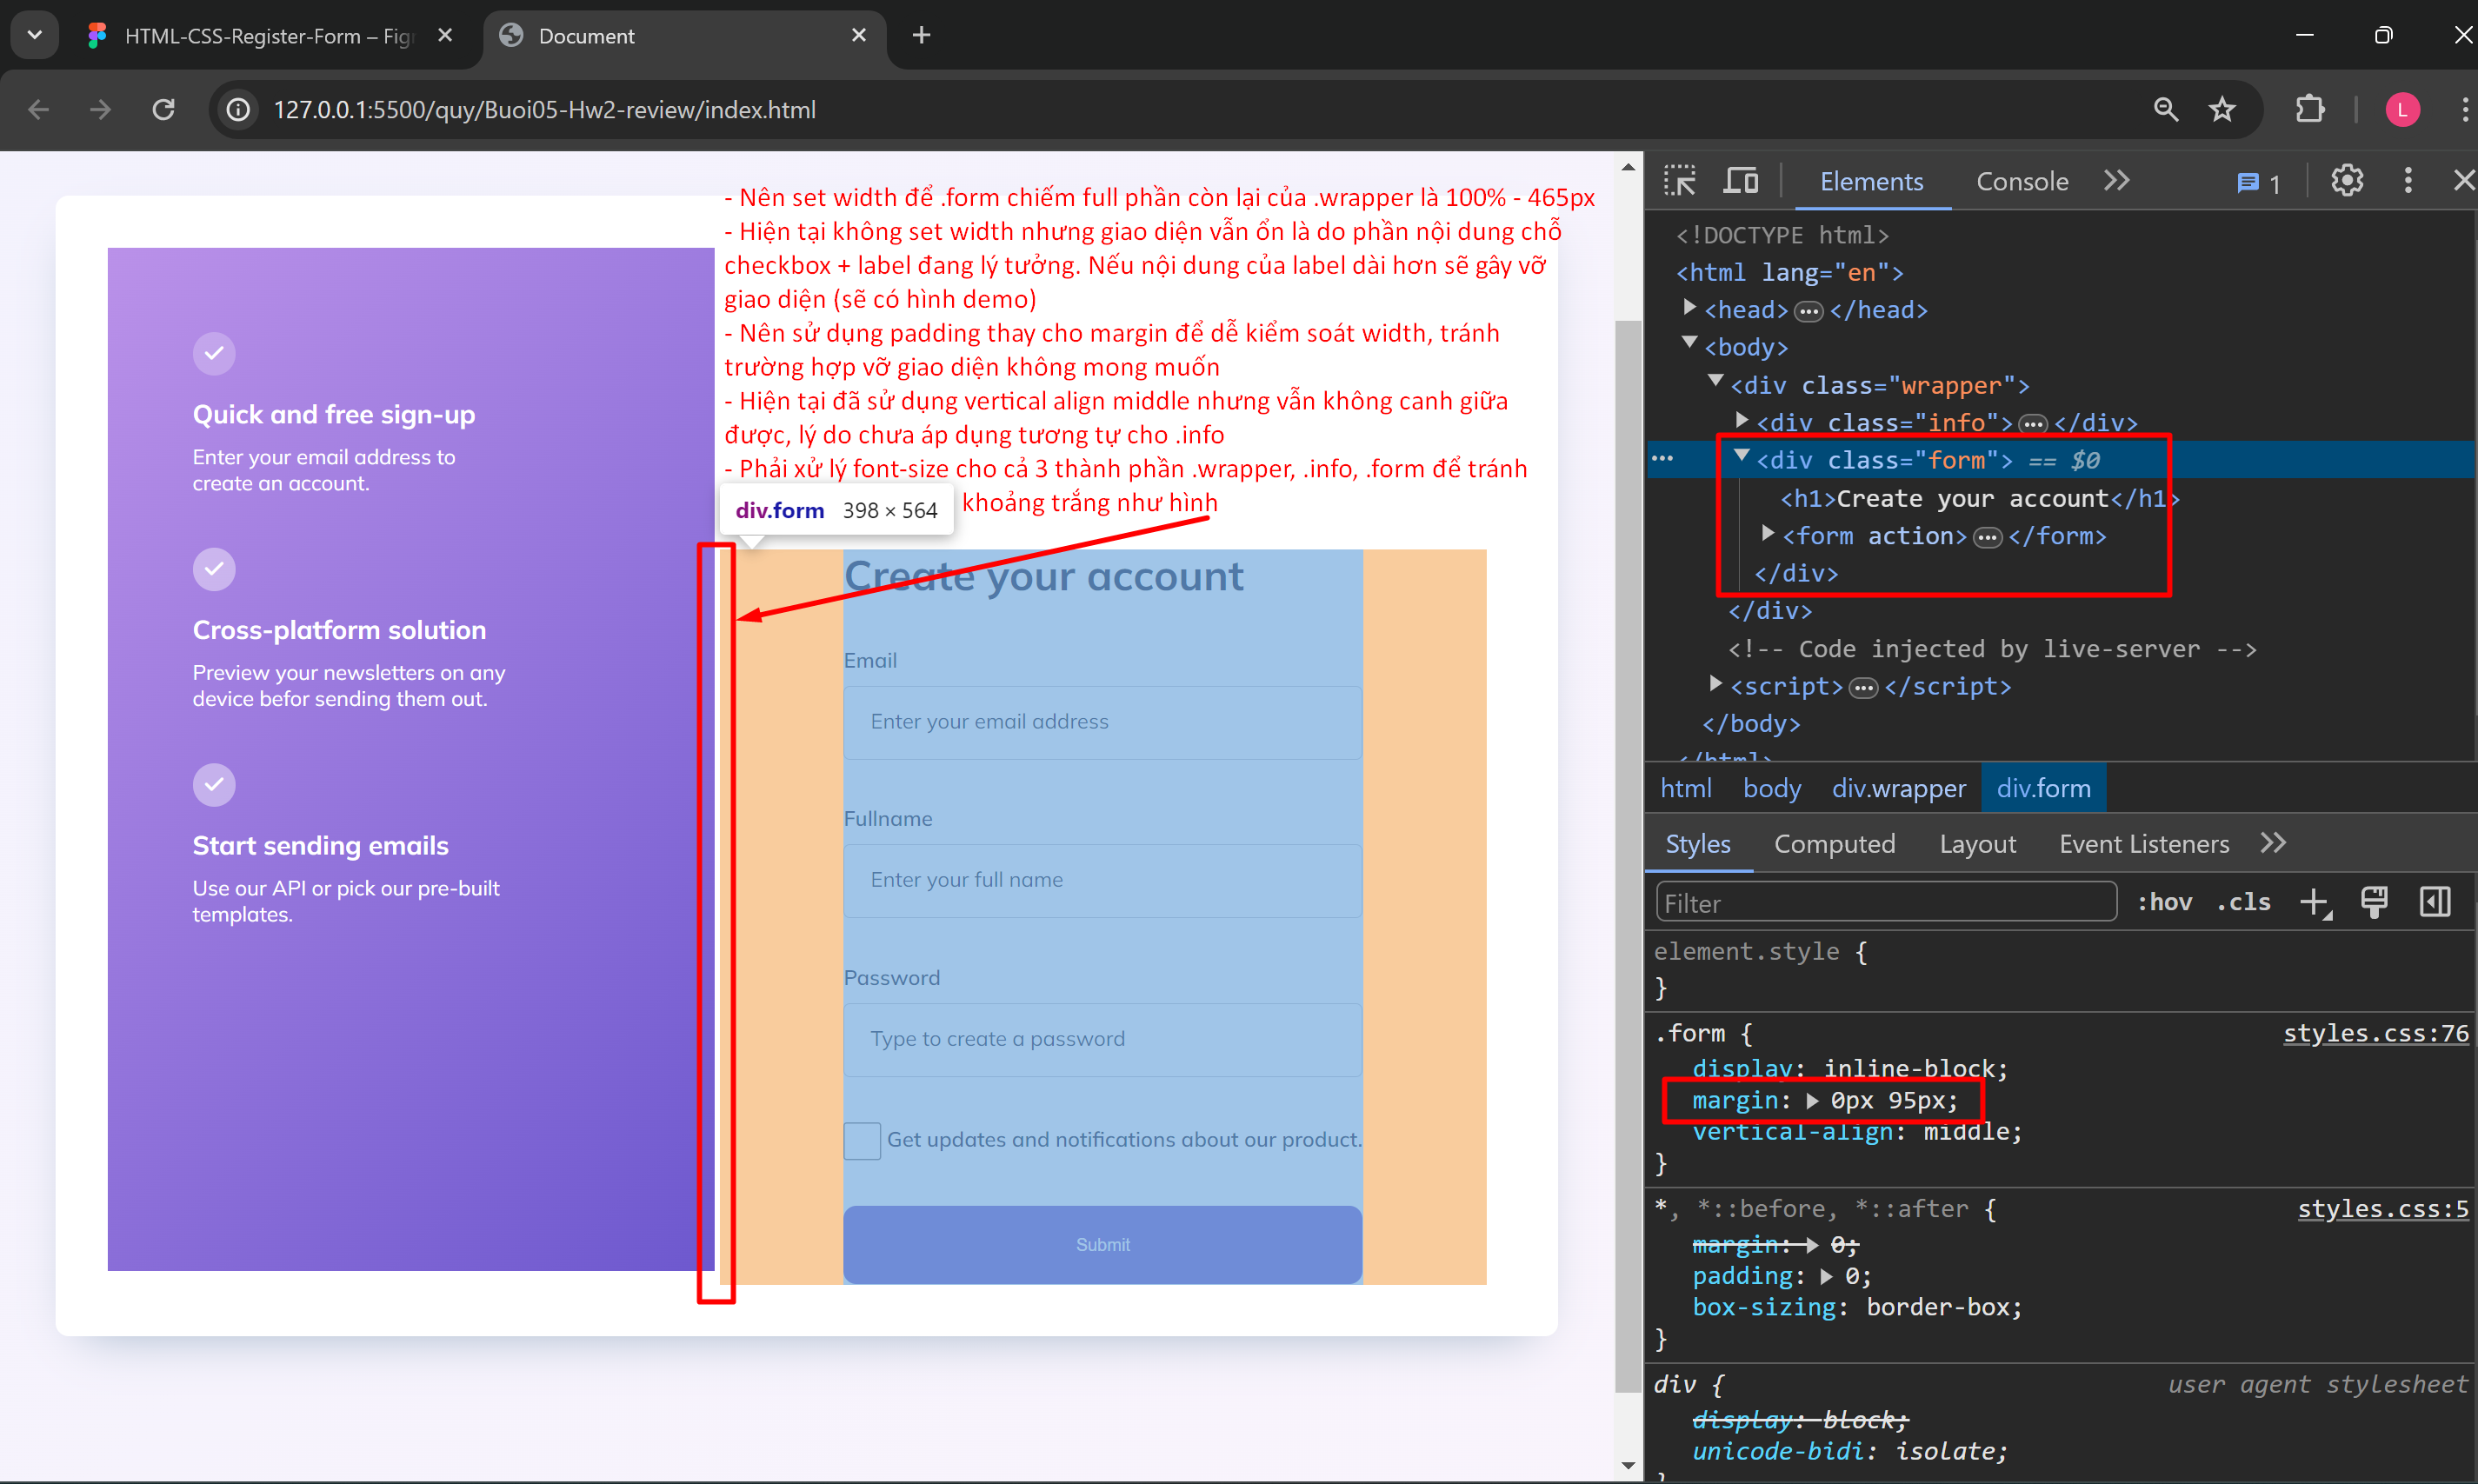 HTML-CSS-Register-Form – Fig
Document
127.0.0.1:5500/quy/Buoi05-Hw2-review/index.html
L
- Nên set width để .form chiếm full phần còn lại của .wrapper là 100% - 465px
- Hiện tại không set width nhưng giao diện vẫn ổn là do phần nội dung chỗ
checkbox + label đang lý tưởng. Nếu nội dung của label dài hơn sẽ gây vỡ
giao diện (sẽ có hình demo)
- Nên sử dụng padding thay cho margin để dễ kiểm soát width, tránh
trường hợp vỡ giao diện không mong muốn
- Hiện tại đã sử dụng vertical align middle nhưng vẫn không canh giữa
được, lý do chưa áp dụng tương tự cho .info
- Phải xử lý font-size cho cả 3 thành phần .wrapper, .info, .form để tránh
khoảng trắng như hình
div.form 398 × 564
Quick and free sign-up
Enter your email address to
create an account.
Cross-platform solution
Preview your newsletters on any
device befor sending them out.
Start sending emails
Use our API or pick our pre-built
templates.
Create your account
Email
Enter your email address
Fullname
Enter your full name
Password
Type to create a password
Get updates and notifications about our product.
Submit
Elements Console 1
<!DOCTYPE html>
<html lang="en">
<head> ••• </head>
<body>
<div class="wrapper">
<div class="info"> ••• </div>
••• <div class="form"> == $0
<h1>Create your account</h1>
<form action> ••• </form>
</div>
</div>
<!-- Code injected by live-server -->
<script> ••• </script>
</body>
</html>
html body div.wrapper div.form
Styles Computed Layout Event Listeners
Filter :hov .cls
element.style {
}
.form { styles.css:76
display: inline-block;
margin: 0px 95px;
vertical-align: middle;
}
*, *::before, *::after { styles.css:5
margin: 0;
padding: 0;
box-sizing: border-box;
}
div { user agent stylesheet
display: block;
unicode-bidi: isolate;
}